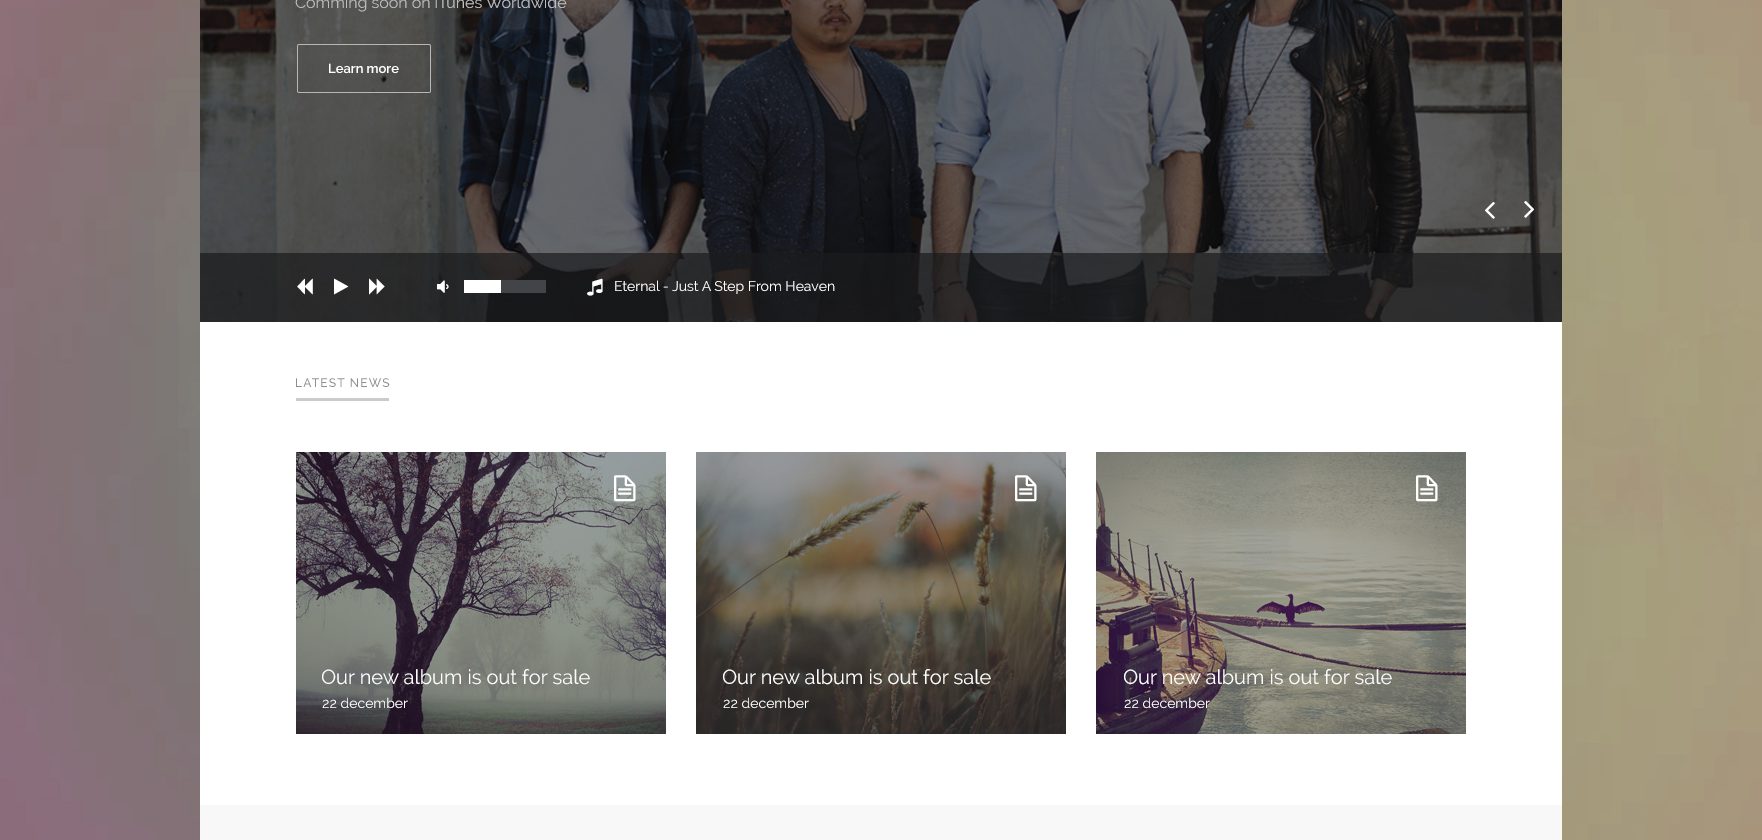 Comming soon on iTunes Worldwide
Learn more
Eternal - Just A Step From Heaven
LATEST NEWS
Our new album is out for sale
22 december
Our new album is out for sale
22 december
Our new album is out for sale
22 december